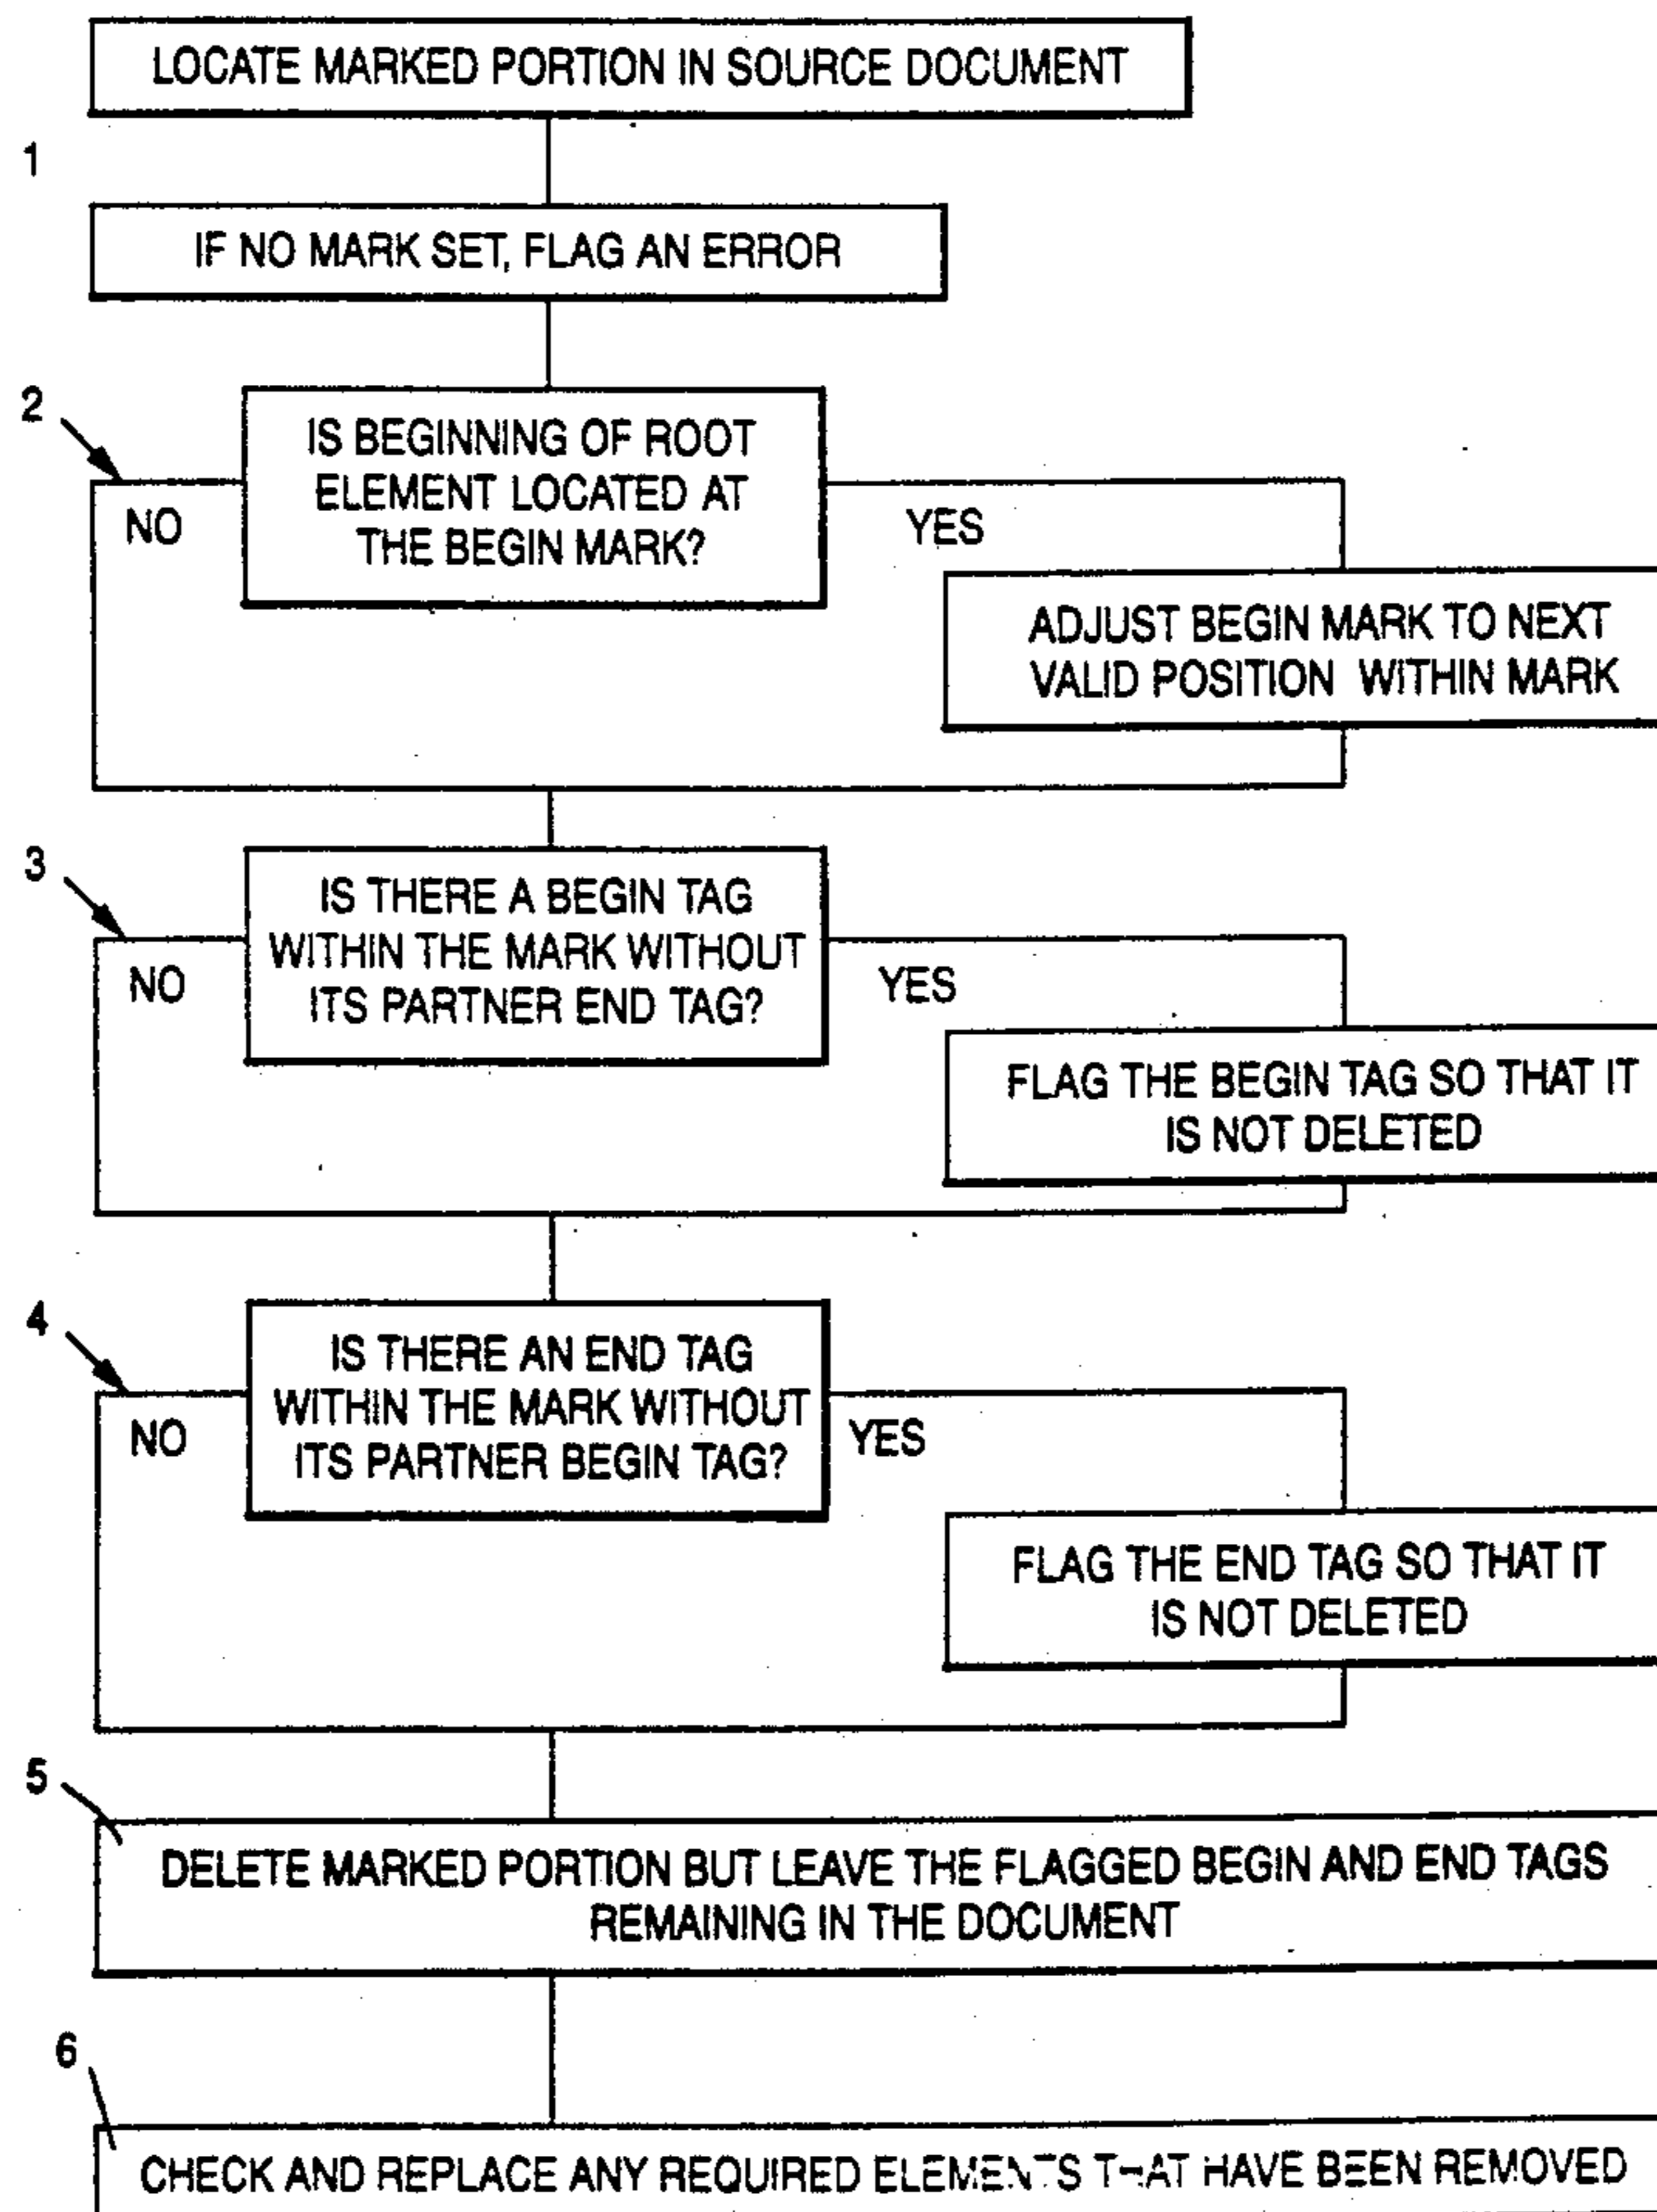 LOCATE MARKED PORTION IN SOURCE DOCUMENT
1
IF NO MARK SET, FLAG AN ERROR
2
IS BEGINNING OF ROOT
ELEMENT LOCATED AT
THE BEGIN MARK?
NO
YES
ADJUST BEGIN MARK TO NEXT
VALID POSITION WITHIN MARK
3
IS THERE A BEGIN TAG
WITHIN THE MARK WITHOUT
ITS PARTNER END TAG?
NO
YES
FLAG THE BEGIN TAG SO THAT IT
IS NOT DELETED
4
IS THERE AN END TAG
WITHIN THE MARK WITHOUT
ITS PARTNER BEGIN TAG?
NO
YES
FLAG THE END TAG SO THAT IT
IS NOT DELETED
5
DELETE MARKED PORTION BUT LEAVE THE FLAGGED BEGIN AND END TAGS
REMAINING IN THE DOCUMENT
6
CHECK AND REPLACE ANY REQUIRED ELEMENTS THAT HAVE BEEN REMOVED